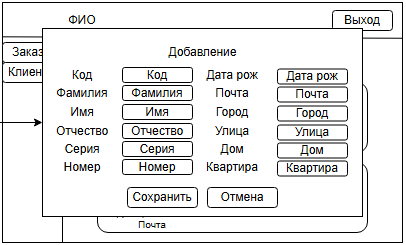 ФИО Выход
Заказ
Клиен
Добавление
Код Код Дата рож Дата рож
Фамилия Фамилия Почта Почта
Имя Имя Город Город
Отчество Отчество Улица Улица
Серия Серия Дом Дом
Номер Номер Квартира Квартира
Сохранить Отмена
Почта